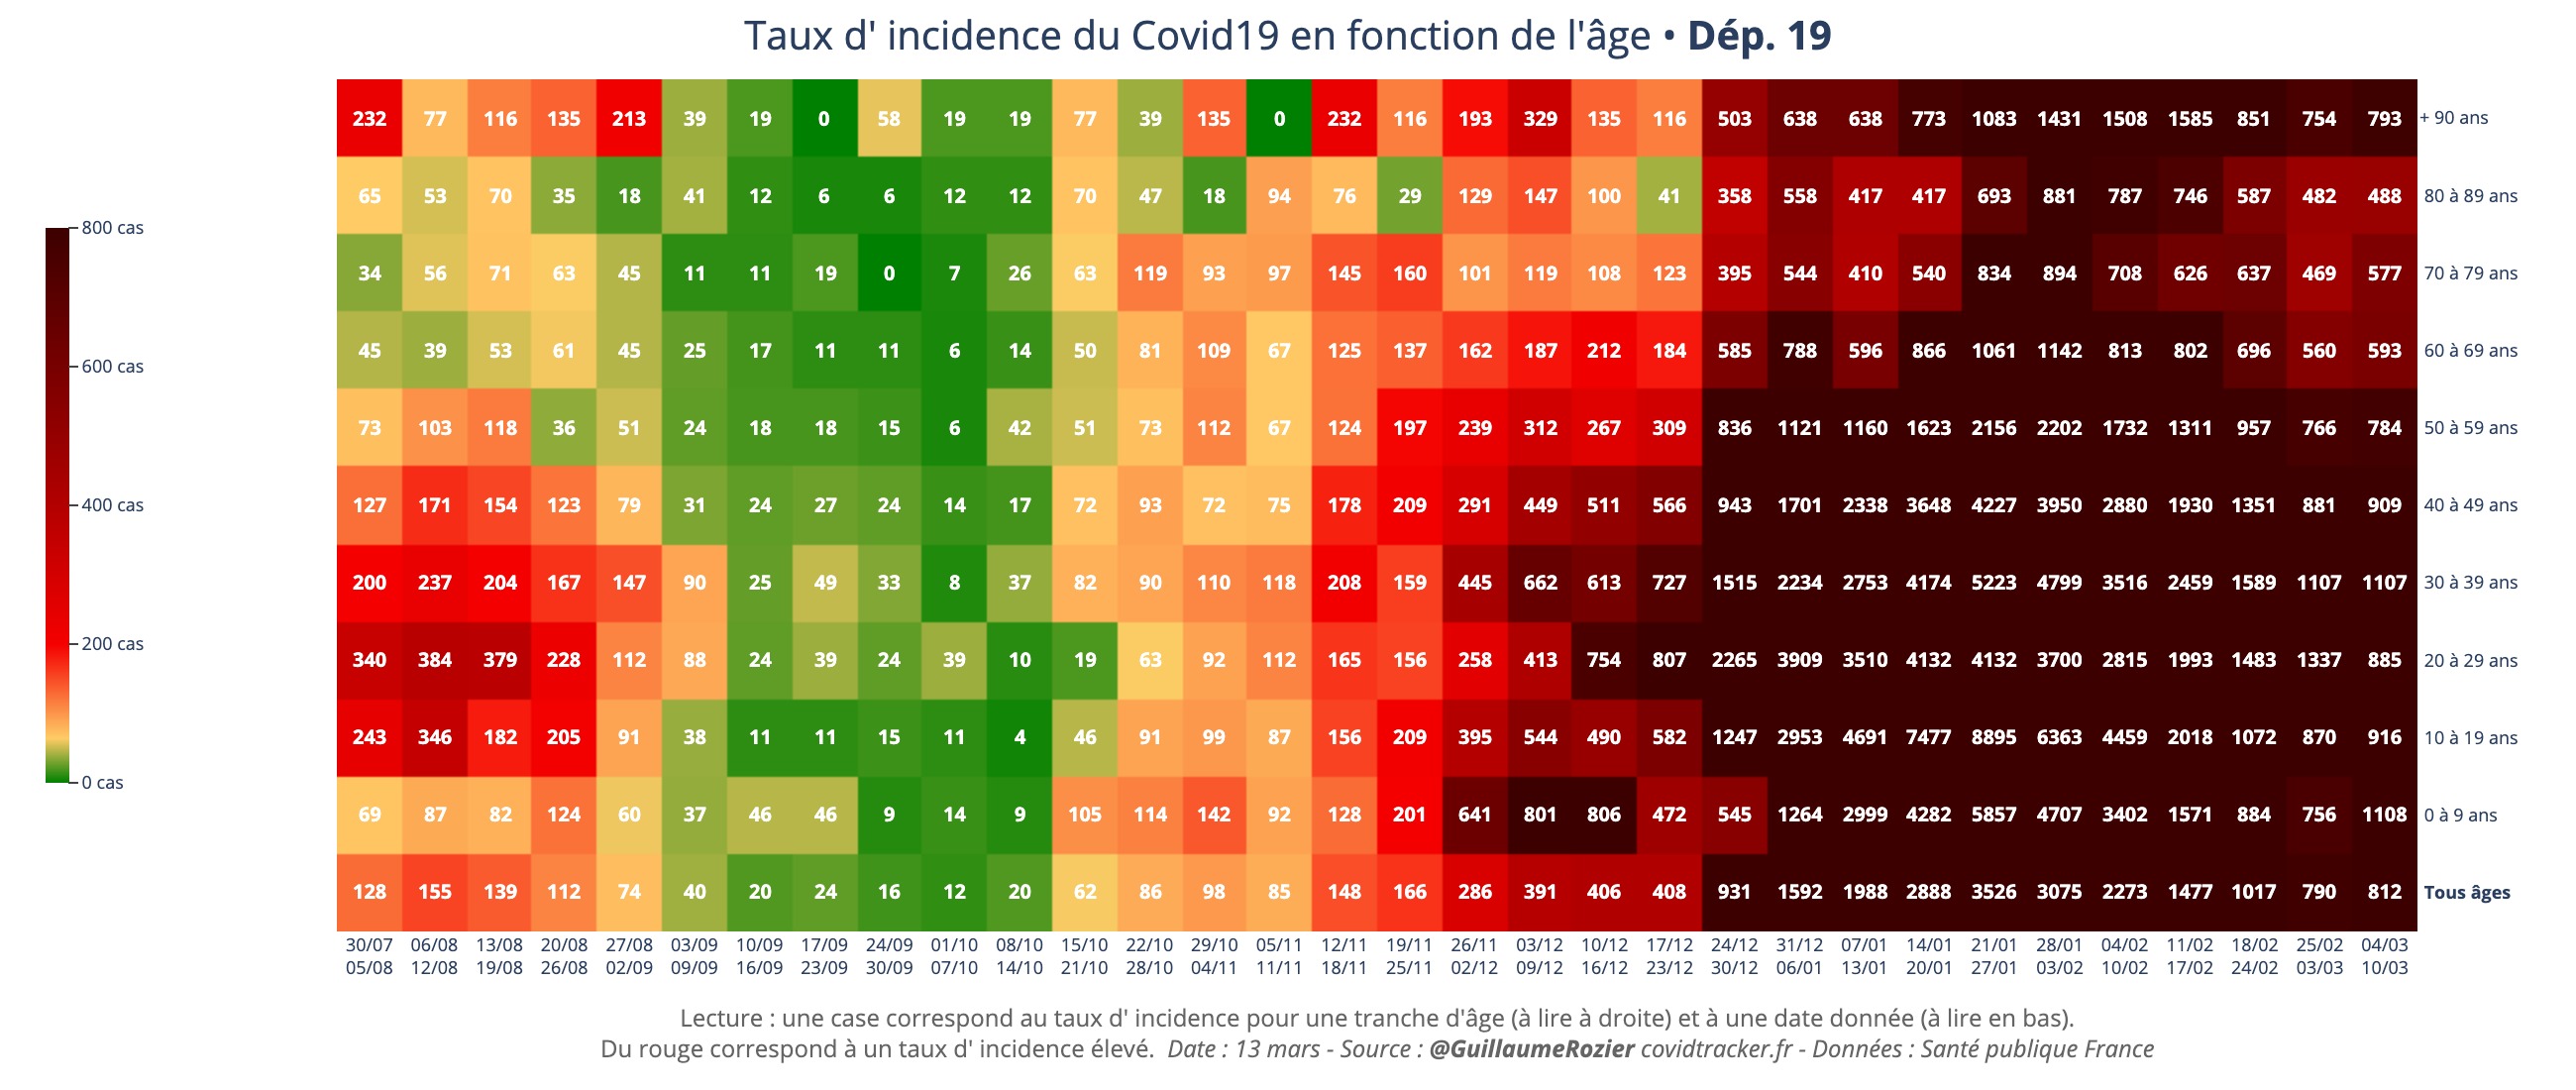 Taux d' incidence du Covid19 en fonction de l'âge • Dép. 19
800 cas
600 cas
400 cas
200 cas
0 cas
232 77 116 135 213 39 19 0 58 19 19 77 39 135 0 232 116 193 329 135 116 503 638 638 773 1083 1431 1508 1585 851 754 793 + 90 ans
65 53 70 35 18 41 12 6 6 12 12 70 47 18 94 76 29 129 147 100 41 358 558 417 417 693 881 787 746 587 482 488 80 à 89 ans
34 56 71 63 45 11 11 19 0 7 26 63 119 93 97 145 160 101 119 108 123 395 544 410 540 834 894 708 626 637 469 577 70 à 79 ans
45 39 53 61 45 25 17 11 11 6 14 50 81 109 67 125 137 162 187 212 184 585 788 596 866 1061 1142 813 802 696 560 593 60 à 69 ans
73 103 118 36 51 24 18 18 15 6 42 51 73 112 67 124 197 239 312 267 309 836 1121 1160 1623 2156 2202 1732 1311 957 766 784 50 à 59 ans
127 171 154 123 79 31 24 27 24 14 17 72 93 72 75 178 209 291 449 511 566 943 1701 2338 3648 4227 3950 2880 1930 1351 881 909 40 à 49 ans
200 237 204 167 147 90 25 49 33 8 37 82 90 110 118 208 159 445 662 613 727 1515 2234 2753 4174 5223 4799 3516 2459 1589 1107 1107 30 à 39 ans
340 384 379 228 112 88 24 39 24 39 10 19 63 92 112 165 156 258 413 754 807 2265 3909 3510 4132 4132 3700 2815 1993 1483 1337 885 20 à 29 ans
243 346 182 205 91 38 11 11 15 11 4 46 91 99 87 156 209 395 544 490 582 1247 2953 4691 7477 8895 6363 4459 2018 1072 870 916 10 à 19 ans
69 87 82 124 60 37 46 46 9 14 9 105 114 142 92 128 201 641 801 806 472 545 1264 2999 4282 5857 4707 3402 1571 884 756 1108 0 à 9 ans
128 155 139 112 74 40 20 24 16 12 20 62 86 98 85 148 166 286 391 406 408 931 1592 1988 2888 3526 3075 2273 1477 1017 790 812 Tous âges
30/07 06/08 13/08 20/08 27/08 03/09 10/09 17/09 24/09 01/10 08/10 15/10 22/10 29/10 05/11 12/11 19/11 26/11 03/12 10/12 17/12 24/12 31/12 07/01 14/01 21/01 28/01 04/02 11/02 18/02 25/02 04/03
05/08 12/08 19/08 26/08 02/09 09/09 16/09 23/09 30/09 07/10 14/10 21/10 28/10 04/11 11/11 18/11 25/11 02/12 09/12 16/12 23/12 30/12 06/01 13/01 20/01 27/01 03/02 10/02 17/02 24/02 03/03 10/03
Lecture : une case correspond au taux d' incidence pour une tranche d'âge (à lire à droite) et à une date donnée (à lire en bas).
Du rouge correspond à un taux d' incidence élevé. Date : 13 mars - Source : @GuillaumeRozier covidtracker.fr - Données : Santé publique France